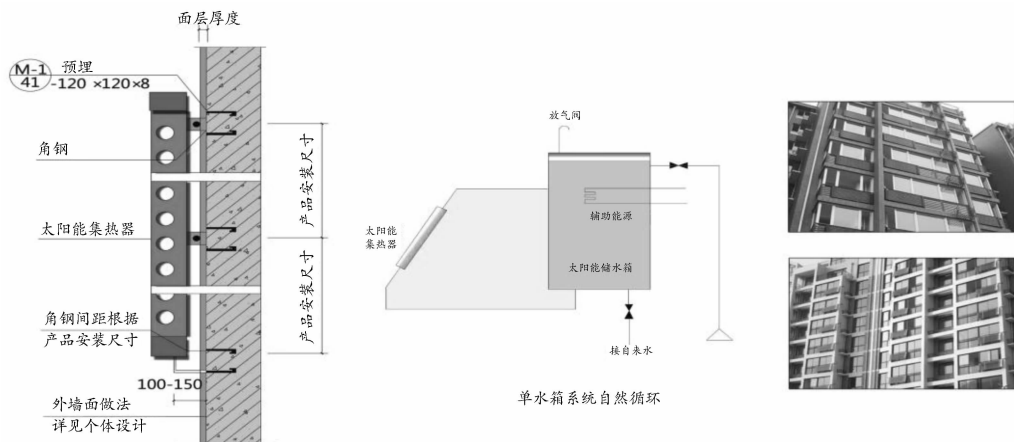 面层厚度
M-1
41
预埋
-120 ×120×8
角钢
太阳能集热器
角钢间距根据
产品安装尺寸
100-150
外墙面做法
详见个体设计
产品安装尺寸
产品安装尺寸
放气阀
太阳能
集热器
辅助能源
太阳能储水箱
接自来水
单水箱系统自然循环